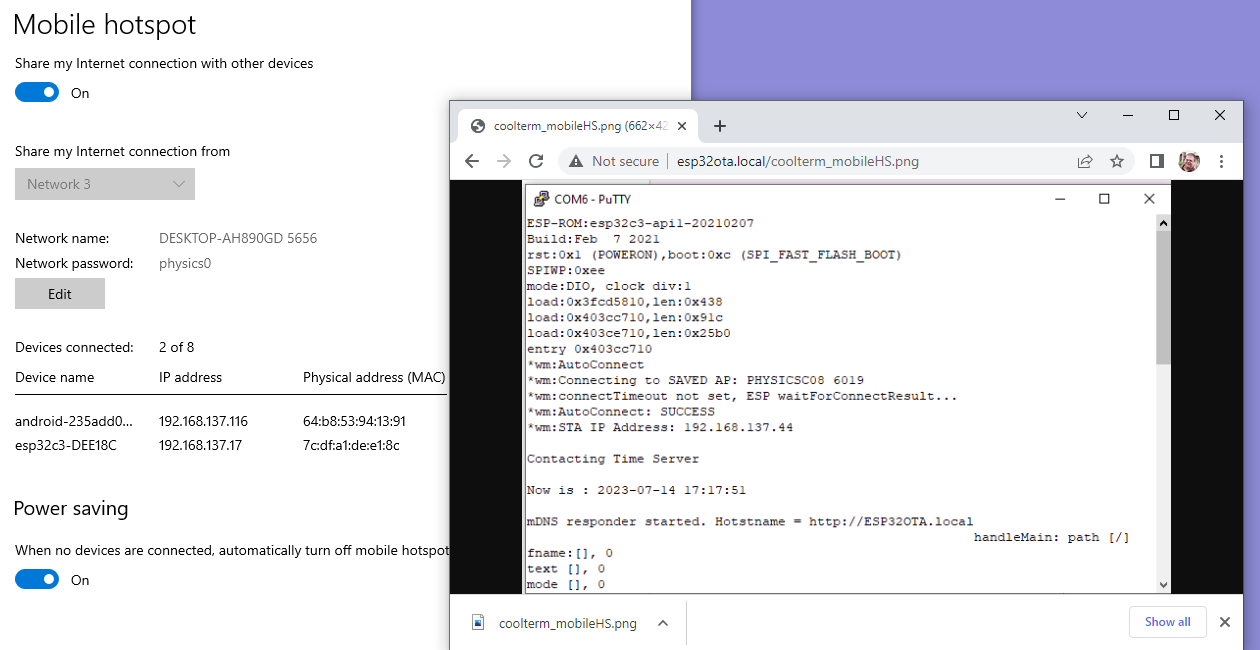 Mobile hotspot
Share my Internet connection with other devices
On
Share my Internet connection from
Network 3
Network name: DESKTOP-AH890GD 5656
Network password: physics0
Edit
Devices connected: 2 of 8
Device name IP address Physical address (MAC)
android-235add0... 192.168.137.116 64:b8:53:94:13:91
esp32c3-DEE18C 192.168.137.17 7c:df:a1:de:e1:8c
Power saving
When no devices are connected, automatically turn off mobile hotspot
On
coolterm_mobileHS.png (662×42
Not secure esp32ota.local/coolterm_mobileHS.png
COM6 - PuTTY
ESP-ROM:esp32c3-api1-20210207
Build:Feb  7 2021
rst:0x1 (POWERON),boot:0xc (SPI_FAST_FLASH_BOOT)
SPIWP:0xee
mode:DIO, clock div:1
load:0x3fcd5810,len:0x438
load:0x403cc710,len:0x91c
load:0x403ce710,len:0x25b0
entry 0x403cc710
*wm:AutoConnect
*wm:Connecting to SAVED AP: PHYSICSC08 6019
*wm:connectTimeout not set, ESP waitForConnectResult...
*wm:AutoConnect: SUCCESS
*wm:STA IP Address: 192.168.137.44
Contacting Time Server
Now is : 2023-07-14 17:17:51
mDNS responder started. Hotstname = http://ESP32OTA.local
handleMain: path [/]
fname:[], 0
text [], 0
mode [], 0
coolterm_mobileHS.png
Show all